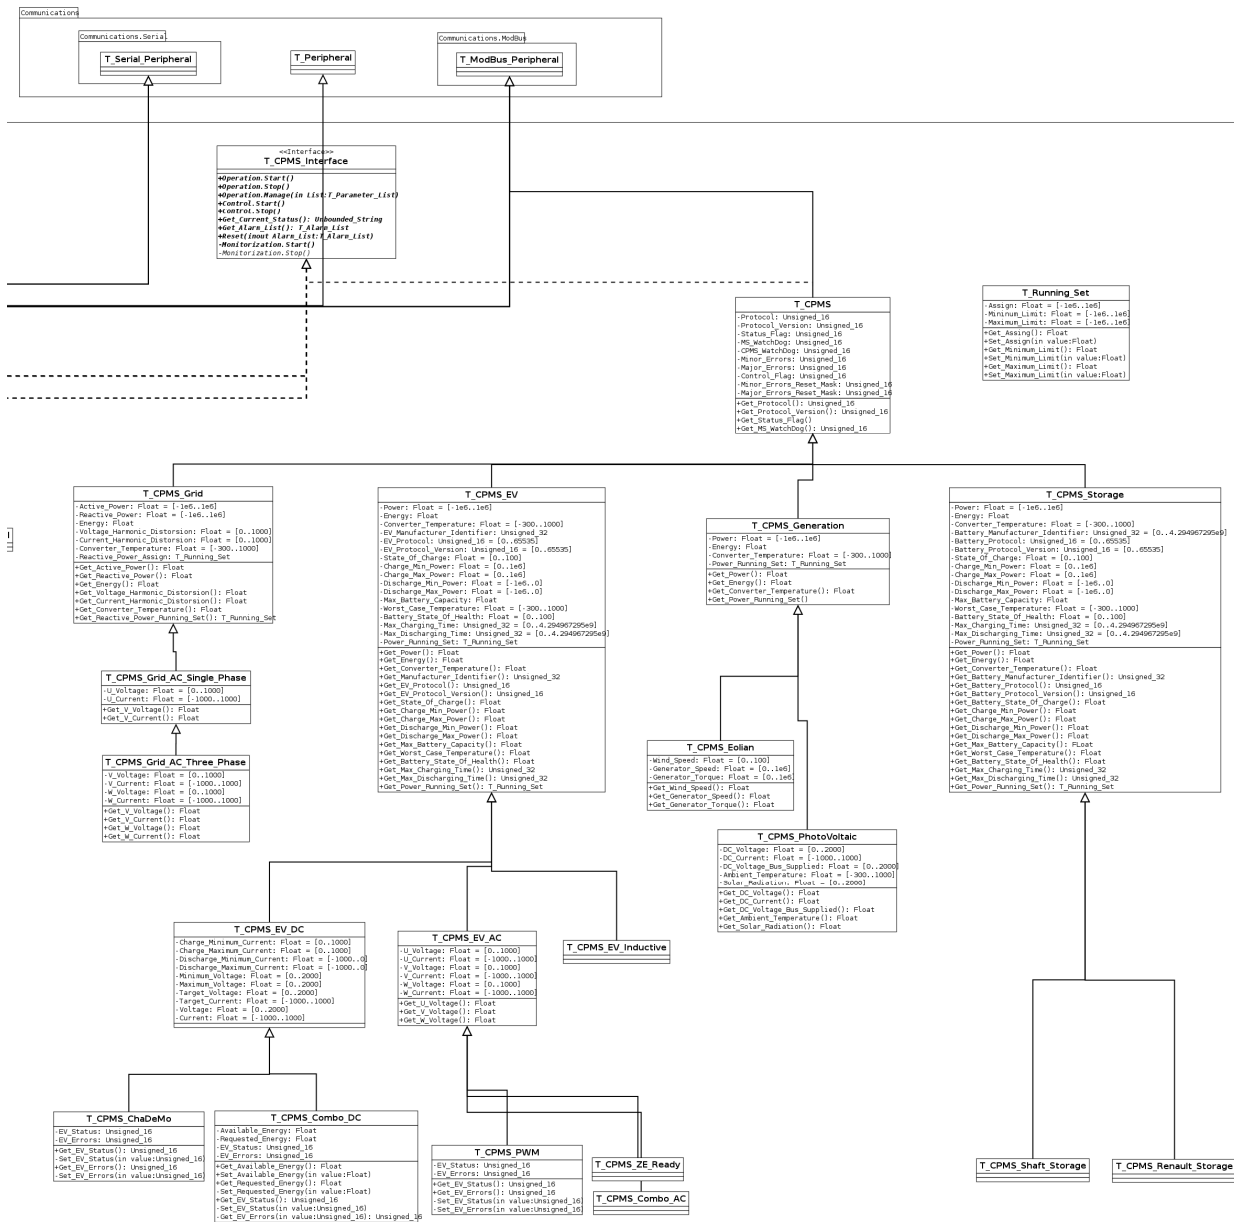 Communications
Communications.Serial
T_Serial_Peripheral
T_Peripheral
Communications.ModBus
T_ModBus_Peripheral
<<Interface>>
T_CPMS_Interface
+Operation.Start()
+Operation.Stop()
+Operation.Manage(in List:T_Parameter_List)
+Control.Start()
+Control.Stop()
+Get_Current_Status(): Unbounded_String
+Get_Alarm_List(): T_Alarm_List
+Reset(inout Alarm_List:T_Alarm_List)
-Monitorization.Start()
-Monitorization.Stop()
T_CPMS
-Protocol: Unsigned_16
-Protocol_Version: Unsigned_16
-Status_Flag: Unsigned_16
-MS_WatchDog: Unsigned_16
-CPMS_WatchDog: Unsigned_16
-Minor_Errors: Unsigned_16
-Major_Errors: Unsigned_16
-Control_Flag: Unsigned_16
-Minor_Errors_Reset_Mask: Unsigned_16
-Major_Errors_Reset_Mask: Unsigned_16
+Get_Protocol(): Unsigned_16
+Get_Protocol_Version(): Unsigned_16
+Get_Status_Flag()
+Get_MS_WatchDog(): Unsigned_16
T_Running_Set
-Assign: Float = [-1e6..1e6]
-Mininum_Limit: Float = [-1e6..1e6]
-Maximum_Limit: Float = [-1e6..1e6]
+Get_Assing(): Float
+Set_Assign(in value:Float)
+Get_Minimum_Limit(): Float
+Set_Minimum_Limit(in value:Float)
+Get_Maximum_Limit(): Float
+Set_Maximum_Limit(in value:Float)
T_CPMS_Grid
-Active_Power: Float = [-1e6..1e6]
-Reactive_Power: Float = [-1e6..1e6]
-Energy: Float
-Voltage_Harmonic_Distorsion: Float = [0..1000]
-Current_Harmonic_Distorsion: Float = [0..1000]
-Converter_Temperature: Float = [-300..1000]
-Reactive_Power_Assign: T_Running_Set
+Get_Active_Power(): Float
+Get_Reactive_Power(): Float
+Get_Energy(): Float
+Get_Voltage_Harmonic_Distorsion(): Float
+Get_Current_Harmonic_Distorsion(): Float
+Get_Converter_Temperature(): Float
+Get_Reactive_Power_Running_Set(): T_Running_Set
T_CPMS_Grid_AC_Single_Phase
-U_Voltage: Float = [0..1000]
-U_Current: Float = [-1000..1000]
+Get_V_Voltage(): Float
+Get_V_Current(): Float
T_CPMS_Grid_AC_Three_Phase
-V_Voltage: Float = [0..1000]
-V_Current: Float = [-1000..1000]
-W_Voltage: Float = [0..1000]
-W_Current: Float = [-1000..1000]
+Get_V_Voltage(): Float
+Get_V_Current(): Float
+Get_W_Voltage(): Float
+Get_W_Current(): Float
T_CPMS_EV
-Power: Float = [-1e6..1e6]
-Energy: Float
-Converter_Temperature: Float = [-300..1000]
-EV_Manufacturer_Identifier: Unsigned_32
-EV_Protocol: Unsigned_16 = [0..65535]
-EV_Protocol_Version: Unsigned_16 = [0..65535]
-State_Of_Charge: Float = [0..100]
-Charge_Min_Power: Float = [0..1e6]
-Charge_Max_Power: Float = [0..1e6]
-Discharge_Min_Power: Float = [-1e6..0]
-Discharge_Max_Power: Float = [-1e6..0]
-Max_Battery_Capacity: Float
-Worst_Case_Temperature: Float = [-300..1000]
-Battery_State_Of_Health: Float = [0..100]
-Max_Charging_Time: Unsigned_32 = [0..4.294967295e9]
-Max_Discharging_Time: Unsigned_32 = [0..4.294967295e9]
-Power_Running_Set: T_Running_Set
+Get_Power(): Float
+Get_Energy(): Float
+Get_Converter_Temperature(): Float
+Get_Manufacturer_Identifier(): Unsigned_32
+Get_EV_Protocol(): Unsigned_16
+Get_EV_Protocol_Version(): Unsigned_16
+Get_State_Of_Charge(): Float
+Get_Charge_Min_Power(): Float
+Get_Charge_Max_Power(): Float
+Get_Discharge_Min_Power(): Float
+Get_Discharge_Max_Power(): Float
+Get_Max_Battery_Capacity(): Float
+Get_Worst_Case_Temperature(): Float
+Get_Battery_State_Of_Health(): Float
+Get_Max_Charging_Time(): Unsigned_32
+Get_Max_Discharging_Time(): Unsigned_32
+Get_Power_Running_Set(): T_Running_Set
T_CPMS_Generation
-Power: Float = [-1e6..1e6]
-Energy: Float
-Converter_Temperature: Float = [-300..1000]
-Power_Running_Set: T_Running_Set
+Get_Power(): Float
+Get_Energy(): Float
+Get_Converter_Temperature(): Float
+Get_Power_Running_Set()
T_CPMS_Storage
-Power: Float = [-1e6..1e6]
-Energy: Float
-Converter_Temperature: Float = [-300..1000]
-Battery_Manufacturer_Identifier: Unsigned_32 = [0..4.294967295e9]
-Battery_Protocol: Unsigned_16 = [0..65535]
-Battery_Protocol_Version: Unsigned_16 = [0..65535]
-State_Of_Charge: Float = [0..100]
-Charge_Min_Power: Float = [0..1e6]
-Charge_Max_Power: Float = [0..1e6]
-Discharge_Min_Power: Float = [-1e6..0]
-Discharge_Max_Power: Float = [-1e6..0]
-Max_Battery_Capacity: Float
-Worst_Case_Temperature: Float = [-300..1000]
-Battery_State_Of_Health: Float = [0..100]
-Max_Charging_Time: Unsigned_32 = [0..4.294967295e9]
-Max_Discharging_Time: Unsigned_32 = [0..4.294967295e9]
-Power_Running_Set: T_Running_Set
+Get_Power(): Float
+Get_Energy(): Float
+Get_Converter_Temperature(): Float
+Get_Battery_Manufacturer_Identifier(): Unsigned_32
+Get_Battery_Protocol(): Unsigned_16
+Get_Battery_Protocol_Version(): Unsigned_16
+Get_Battery_State_Of_Charge(): Float
+Get_Charge_Min_Power(): Float
+Get_Charge_Max_Power(): Float
+Get_Discharge_Min_Power(): Float
+Get_Discharge_Max_Power(): Float
+Get_Max_Battery_Capacity(): FLoat
+Get_Worst_Case_Temperature(): Float
+Get_Battery_State_Of_Health(): Float
+Get_Max_Charging_Time(): Unsigned_32
+Get_Max_Discharging_Time(): Unsigned_32
+Get_Power_Running_Set(): T_Running_Set
T_CPMS_Eolian
-Wind_Speed: Float = [0..100]
-Generator_Speed: Float = [0..1e6]
-Generator_Torque: Float = [0..1e6]
+Get_Wind_Speed(): Float
+Get_Generator_Speed(): Float
+Get_Generator_Torque(): Float
T_CPMS_PhotoVoltaic
-DC_Voltage: Float = [0..2000]
-DC_Current: Float = [-1000..1000]
-DC_Voltage_Bus_Supplied: Float = [0..2000]
-Ambient_Temperature: Float = [-300..1000]
-Solar_Radiation: Float = [0..2000]
+Get_DC_Voltage(): Float
+Get_DC_Current(): Float
+Get_DC_Voltage_Bus_Supplied(): Float
+Get_Ambient_Temperature(): Float
+Get_Solar_Radiation(): Float
T_CPMS_EV_DC
-Charge_Minimum_Current: Float = [0..1000]
-Charge_Maximum_Current: Float = [0..1000]
-Discharge_Minimum_Current: Float = [-1000..0]
-Discharge_Maximum_Current: Float = [-1000..0]
-Minimum_Voltage: Float = [0..2000]
-Maximum_Voltage: Float = [0..2000]
-Target_Voltage: Float = [0..2000]
-Target_Current: Float = [-1000..1000]
-Voltage: Float = [0..2000]
-Current: Float = [-1000..1000]
T_CPMS_EV_AC
-U_Voltage: Float = [0..1000]
-U_Current: Float = [-1000..1000]
-V_Voltage: Float = [0..1000]
-V_Current: Float = [-1000..1000]
-W_Voltage: Float = [0..1000]
-W_Current: Float = [-1000..1000]
+Get_U_Voltage(): Float
+Get_V_Voltage(): Float
+Get_W_Voltage(): Float
T_CPMS_EV_Inductive
T_CPMS_ChaDeMo
-EV_Status: Unsigned_16
-EV_Errors: Unsigned_16
+Get_EV_Status(): Unsigned_16
-Set_EV_Status(in value:Unsigned_16)
+Get_EV_Errors(): Unsigned_16
-Set_EV_Errors(in value:Unsigned_16)
T_CPMS_Combo_DC
-Available_Energy: Float
-Requested_Energy: Float
-EV_Status: Unsigned_16
-EV_Errors: Unsigned_16
+Get_Available_Energy(): Float
+Set_Available_Energy(in value:Float)
+Get_Requested_Energy(): Float
-Set_Requested_Energy(in value:Float)
+Get_EV_Status(): Unsigned_16
-Set_EV_Status(in value:Unsigned_16)
-Get_EV_Errors(in value:Unsigned_16): Unsigned_16
T_CPMS_PWM
-EV_Status: Unsigned_16
-EV_Errors: Unsigned_16
+Get_EV_Status(): Unsigned_16
+Get_EV_Errors(): Unsigned_16
-Set_EV_Status(in value:Unsigned_16)
-Set_EV_Errors(in value:Unsigned_16)
T_CPMS_ZE_Ready
T_CPMS_Combo_AC
T_CPMS_Shaft_Storage
T_CPMS_Renault_Storage